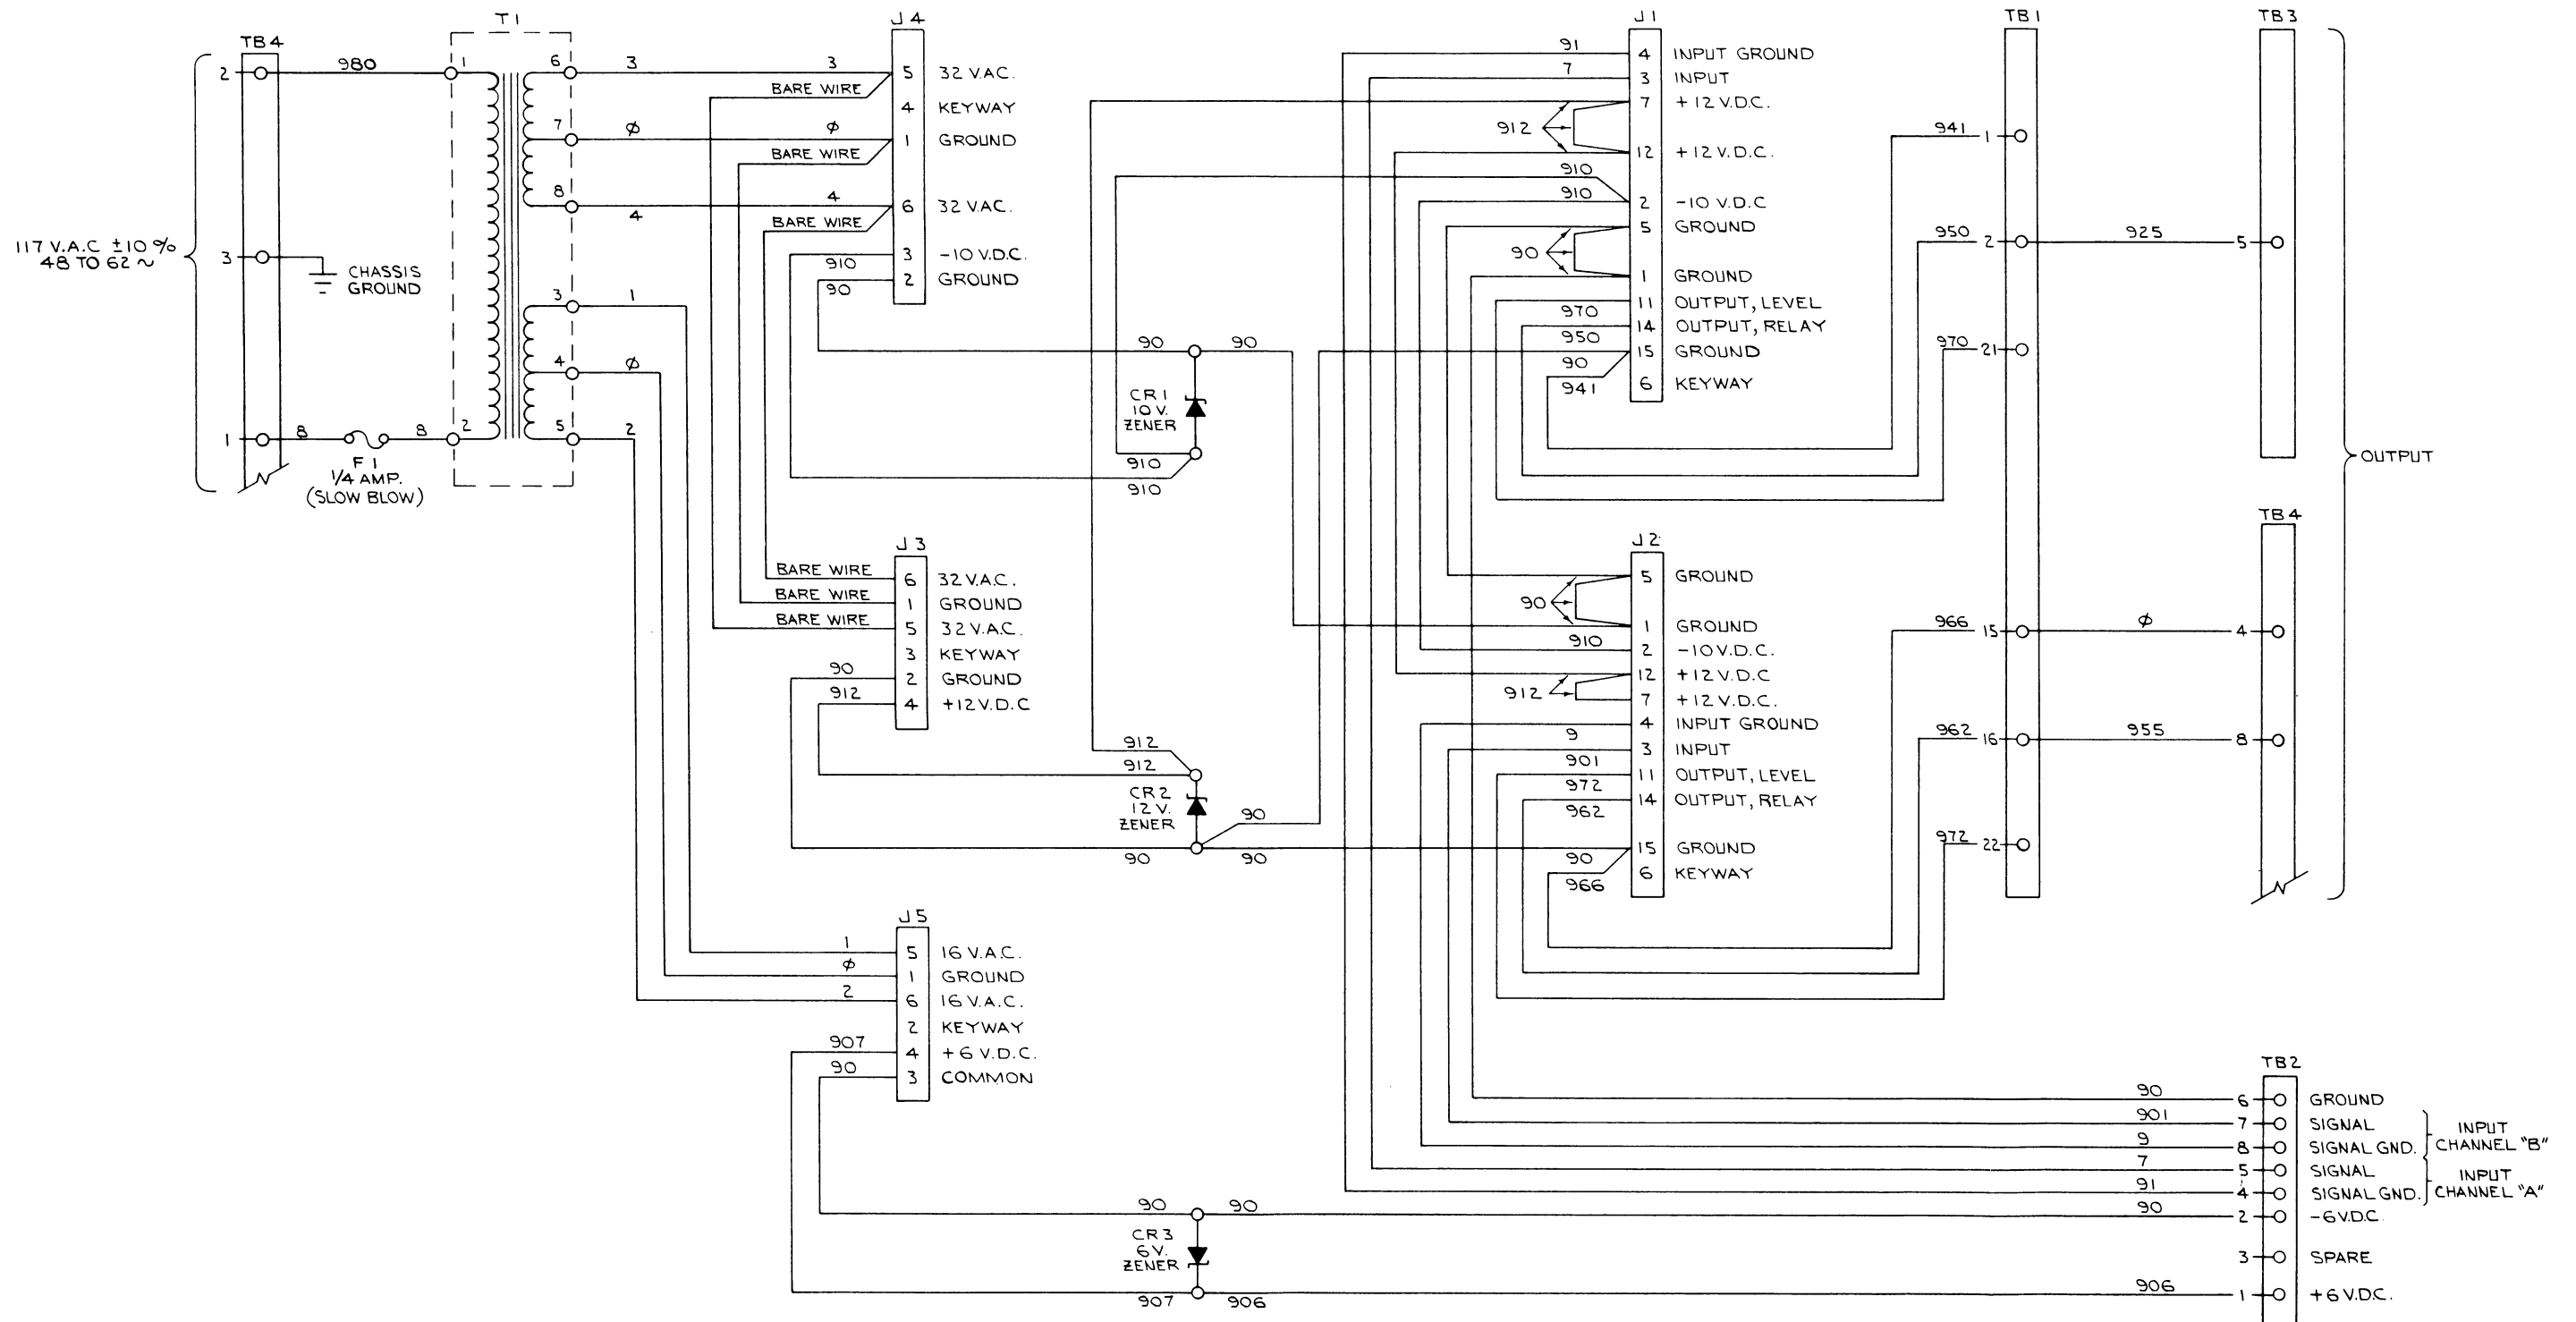 TB4
2
980
3
1
8
8
117 V.A.C ±10%
48 TO 62 ~
CHASSIS
GROUND
F1
1/4 AMP.
(SLOW BLOW)
T1
1
2
6
7
8
3
4
5
3
3
BARE WIRE
ø
ø
BARE WIRE
4
4
BARE WIRE
1
ø
2
J4
5 32 V.AC.
4 KEYWAY
1 GROUND
6 32 V.AC.
3 -10 V.D.C.
2 GROUND
910
90
90
90
CR1
10 V.
ZENER
910
910
J3
BARE WIRE
6 32 V.A.C.
BARE WIRE
1 GROUND
BARE WIRE
5 32 V.A.C.
3 KEYWAY
90
2 GROUND
912
4 +12 V.D.C
912
912
CR2
12 V.
ZENER
90
90
90
J5
1
5 16 V.A.C.
ø
1 GROUND
2
6 16 V.A.C.
2 KEYWAY
907
4 +6 V.D.C.
90
3 COMMON
90
90
CR3
6 V.
ZENER
907
906
J1
91
4 INPUT GROUND
7
3 INPUT
7 +12 V.D.C.
912
12 +12 V.D.C.
910
910
2 -10 V.D.C
5 GROUND
90
1 GROUND
11 OUTPUT, LEVEL
970
14 OUTPUT, RELAY
950
15 GROUND
90
941
6 KEYWAY
J2
5 GROUND
90
1 GROUND
910
2 -10 V.D.C.
12 +12 V.D.C
912
7 +12 V.D.C.
4 INPUT GROUND
9
3 INPUT
901
11 OUTPUT, LEVEL
972
14 OUTPUT, RELAY
962
15 GROUND
90
966
6 KEYWAY
TB1
941 1
950 2
970 21
966 15
962 16
972 22
TB3
925 5
TB4
ø 4
955 8
OUTPUT
TB2
90 6 GROUND
901 7 SIGNAL
9 8 SIGNAL GND.
INPUT
CHANNEL "B"
7 5 SIGNAL
91 4 SIGNAL GND.
INPUT
CHANNEL "A"
90 2 -6 V.D.C.
3 SPARE
906 1 +6 V.D.C.